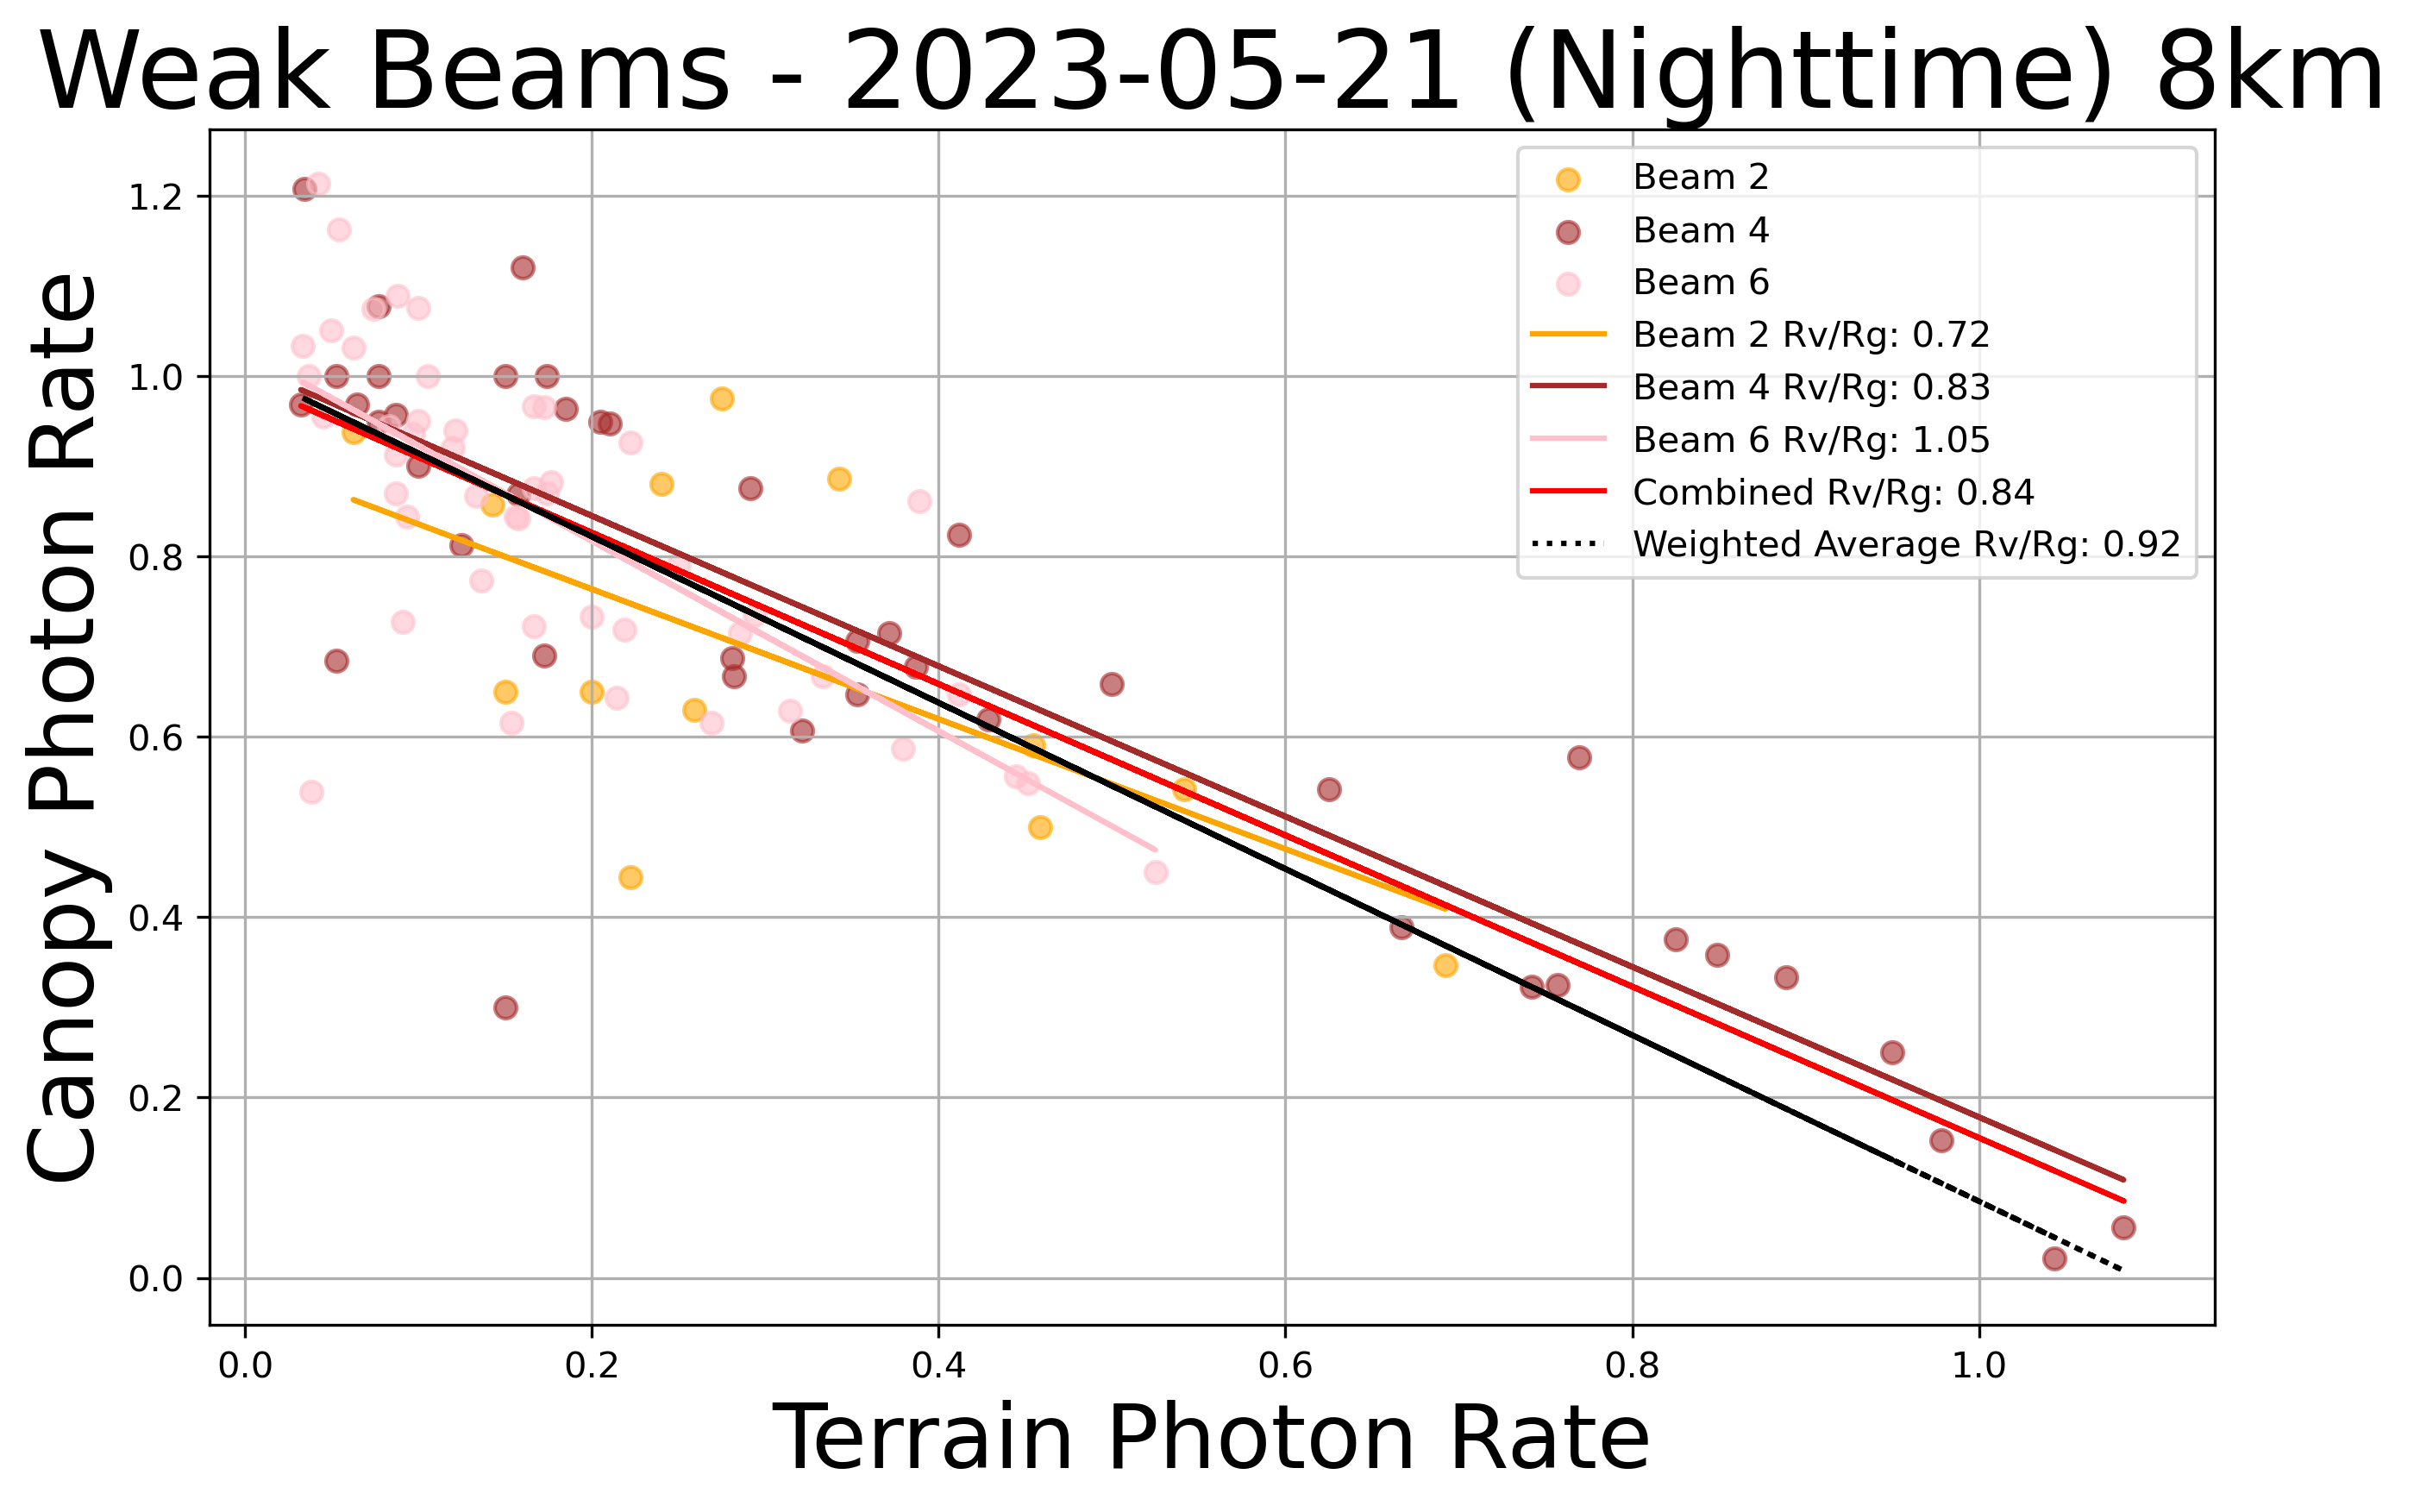 Weak Beams - 2023-05-21 (Nighttime) 8km
Canopy Photon Rate
1.2
1.0
0.8
0.6
0.4
0.2
0.0
Beam 2
Beam 4
Beam 6
Beam 2 Rv/Rg: 0.72
Beam 4 Rv/Rg: 0.83
Beam 6 Rv/Rg: 1.05
Combined Rv/Rg: 0.84
Weighted Average Rv/Rg: 0.92
0.0 0.2 0.4 0.6 0.8 1.0
Terrain Photon Rate